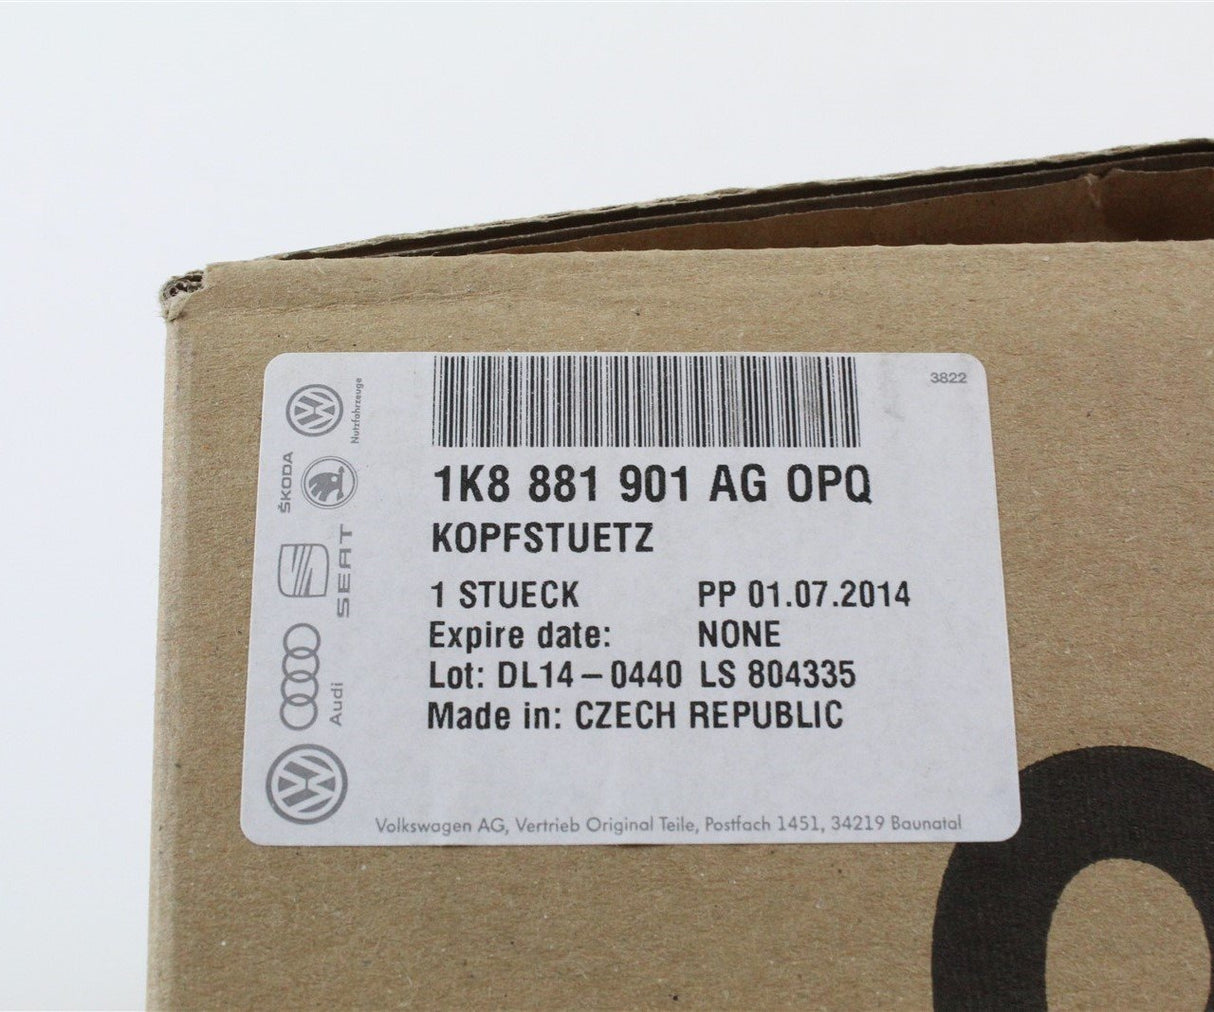 3822
1K8 881 901 AG OPQ
KOPFSTUETZ
1 STUECK PP 01.07.2014
Expire date: NONE
Lot: DL14-0440 LS 804335
Made in: CZECH REPUBLIC
Volkswagen AG, Vertrieb Original Teile, Postfach 1451, 34219 Baunatal
Nutzfahrzeuge
ŠKODA
SEAT
Audi